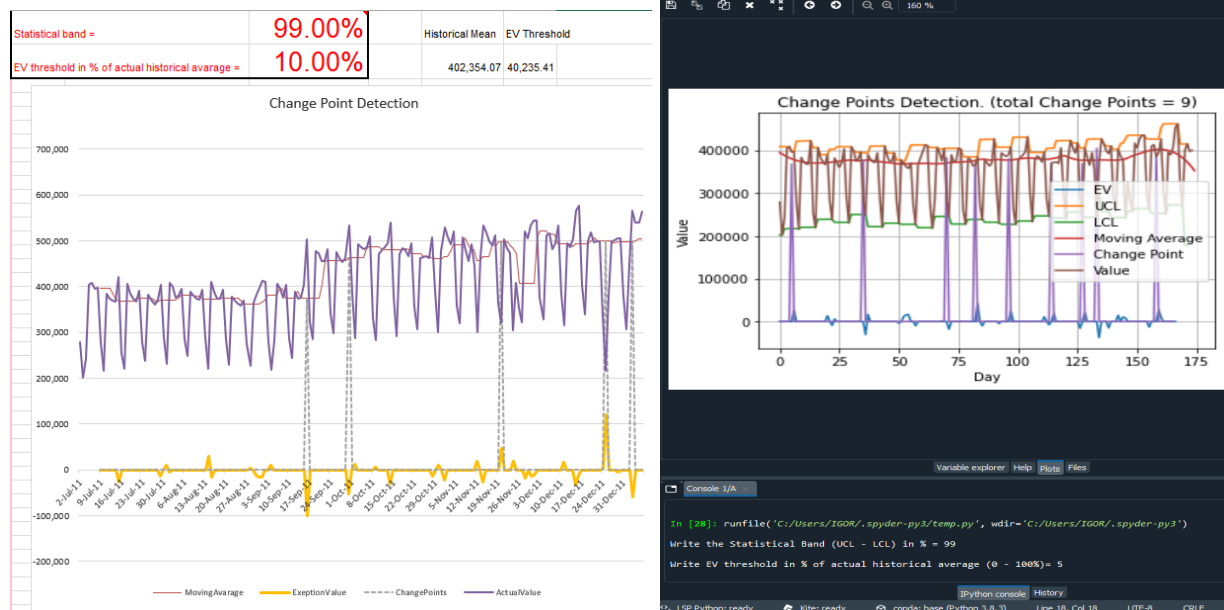 Statistical band = 99.00% Historical Mean EV Threshold
EV threshold in % of actual historical avarage = 10.00% 402,354.07 40,235.41
Change Point Detection
700,000
600,000
500,000
400,000
300,000
200,000
100,000
0
-100,000
-200,000
2-Jul-11
9-Jul-11
16-Jul-11
23-Jul-11
30-Jul-11
6-Aug-11
13-Aug-11
20-Aug-11
27-Aug-11
3-Sep-11
10-Sep-11
17-Sep-11
24-Sep-11
1-Oct-11
8-Oct-11
15-Oct-11
22-Oct-11
29-Oct-11
5-Nov-11
12-Nov-11
19-Nov-11
26-Nov-11
3-Dec-11
10-Dec-11
17-Dec-11
24-Dec-11
31-Dec-11
MovingAvarage ExeptionValue ChangePoints ActualValue
160 %
Change Points Detection. (total Change Points = 9)
Value
400000
300000
200000
100000
0
EV
UCL
LCL
Moving Average
Change Point
Value
0 25 50 75 100 125 150 175
Day
Variable explorer Help Plots Files
Console 1/A
In [28]: runfile('C:/Users/IGOR/.spyder-py3/temp.py', wdir='C:/Users/IGOR/.spyder-py3')
Write the Statistical Band (UCL - LCL) in % = 99
Write EV threshold in % of actual historical average (0 - 100%)= 5
IPython console History
LSP Python: ready Kite: ready conda: base (Python 3.8.3) Line 18, Col 18 UTF-8 CRLF